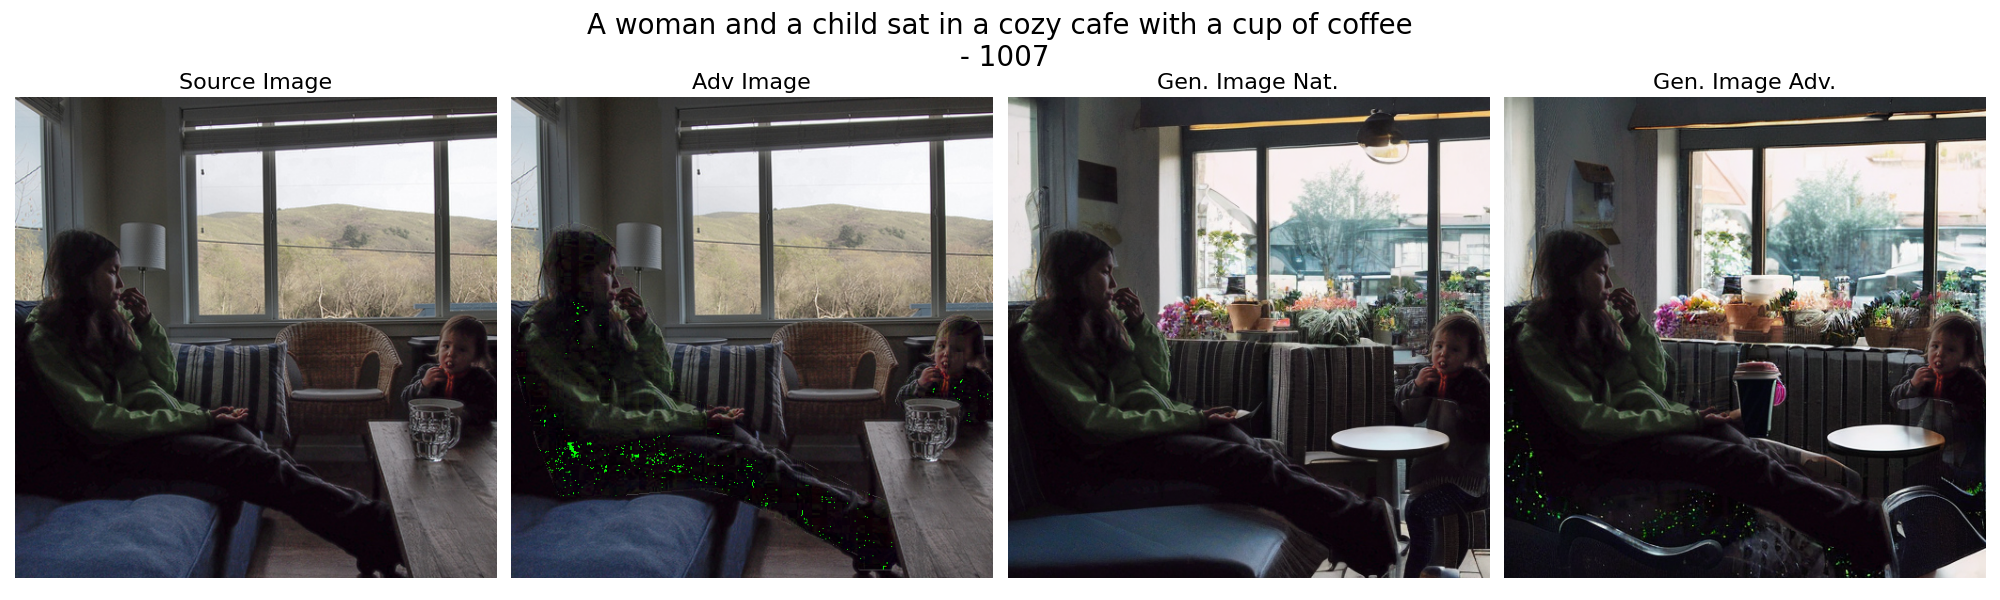 A woman and a child sat in a cozy cafe with a cup of coffee
- 1007
Source Image
Adv Image
Gen. Image Nat.
Gen. Image Adv.